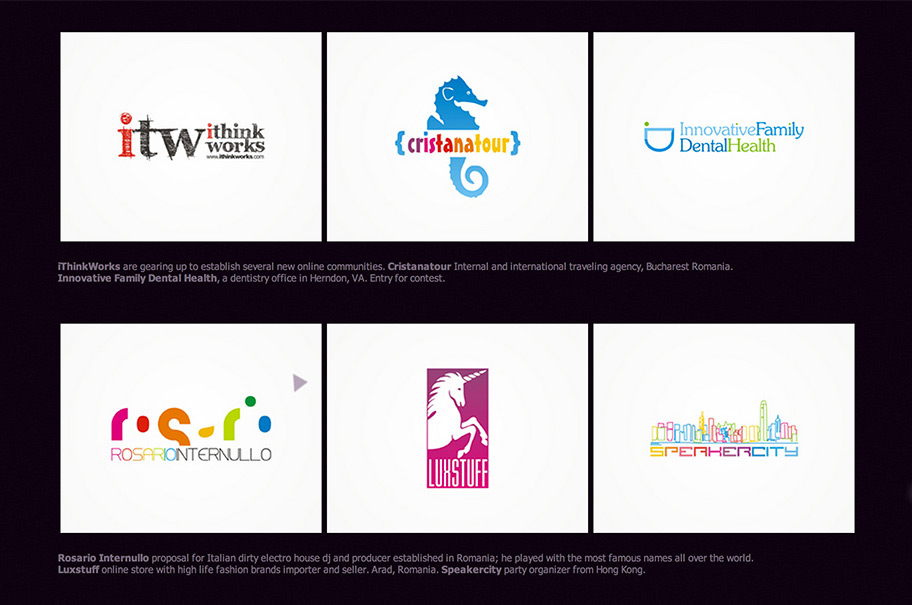 itw
ithink
works
www.ithinkworks.com
{cristanatour}
InnovativeFamily
DentalHealth
iThinkWorks are gearing up to establish several new online communities. Cristanatour Internal and international traveling agency, Bucharest Romania.
Innovative Family Dental Health, a dentistry office in Herndon, VA. Entry for contest.
rosario
ROSARIOINTERNULLO
LUXSTUFF
SPEAKERCITY
Rosario Internullo proposal for Italian dirty electro house dj and producer established in Romania; he played with the most famous names all over the world.
Luxstuff online store with high life fashion brands importer and seller. Arad, Romania. Speakercity party organizer from Hong Kong.